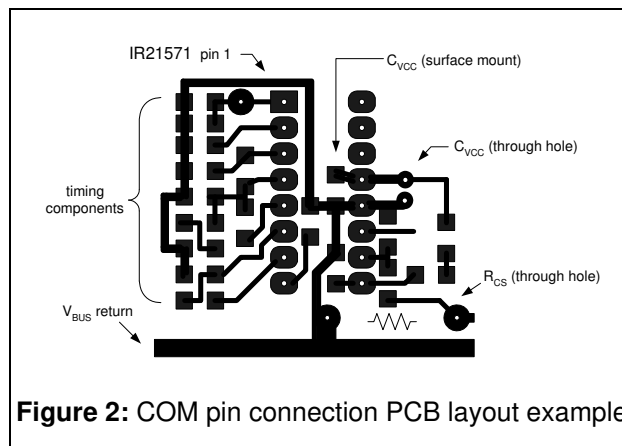 IR21571 pin 1
CVCC (surface mount)
CVCC (through hole)
timing
components
RCS (through hole)
VBUS return
Figure 2: COM pin connection PCB layout example